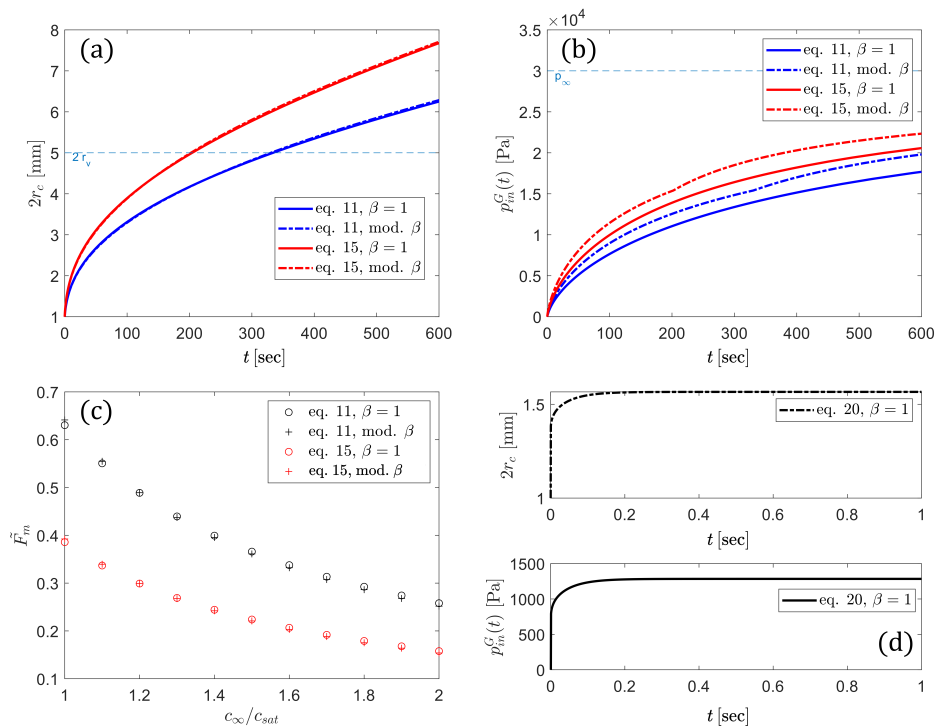 (a)
8
7
6
5
4
3
2
1
2r_c [mm]
2 r_v
eq. 11, β = 1
eq. 11, mod. β
eq. 15, β = 1
eq. 15, mod. β
0 100 200 300 400 500 600
t [sec]
× 10⁴
(b)
3.5
3
2.5
2
1.5
1
0.5
0
p_in^G(t) [Pa]
p_∞
eq. 11, β = 1
eq. 11, mod. β
eq. 15, β = 1
eq. 15, mod. β
0 100 200 300 400 500 600
t [sec]
(c)
0.7
0.6
0.5
0.4
0.3
0.2
0.1
F̃_m
eq. 11, β = 1
eq. 11, mod. β
eq. 15, β = 1
eq. 15, mod. β
1 1.2 1.4 1.6 1.8 2
c_∞/c_sat
1.5
1
2r_c [mm]
eq. 20, β = 1
0 0.2 0.4 0.6 0.8 1
t [sec]
1500
1000
500
0
p_in^G(t) [Pa]
eq. 20, β = 1
(d)
0 0.2 0.4 0.6 0.8 1
t [sec]